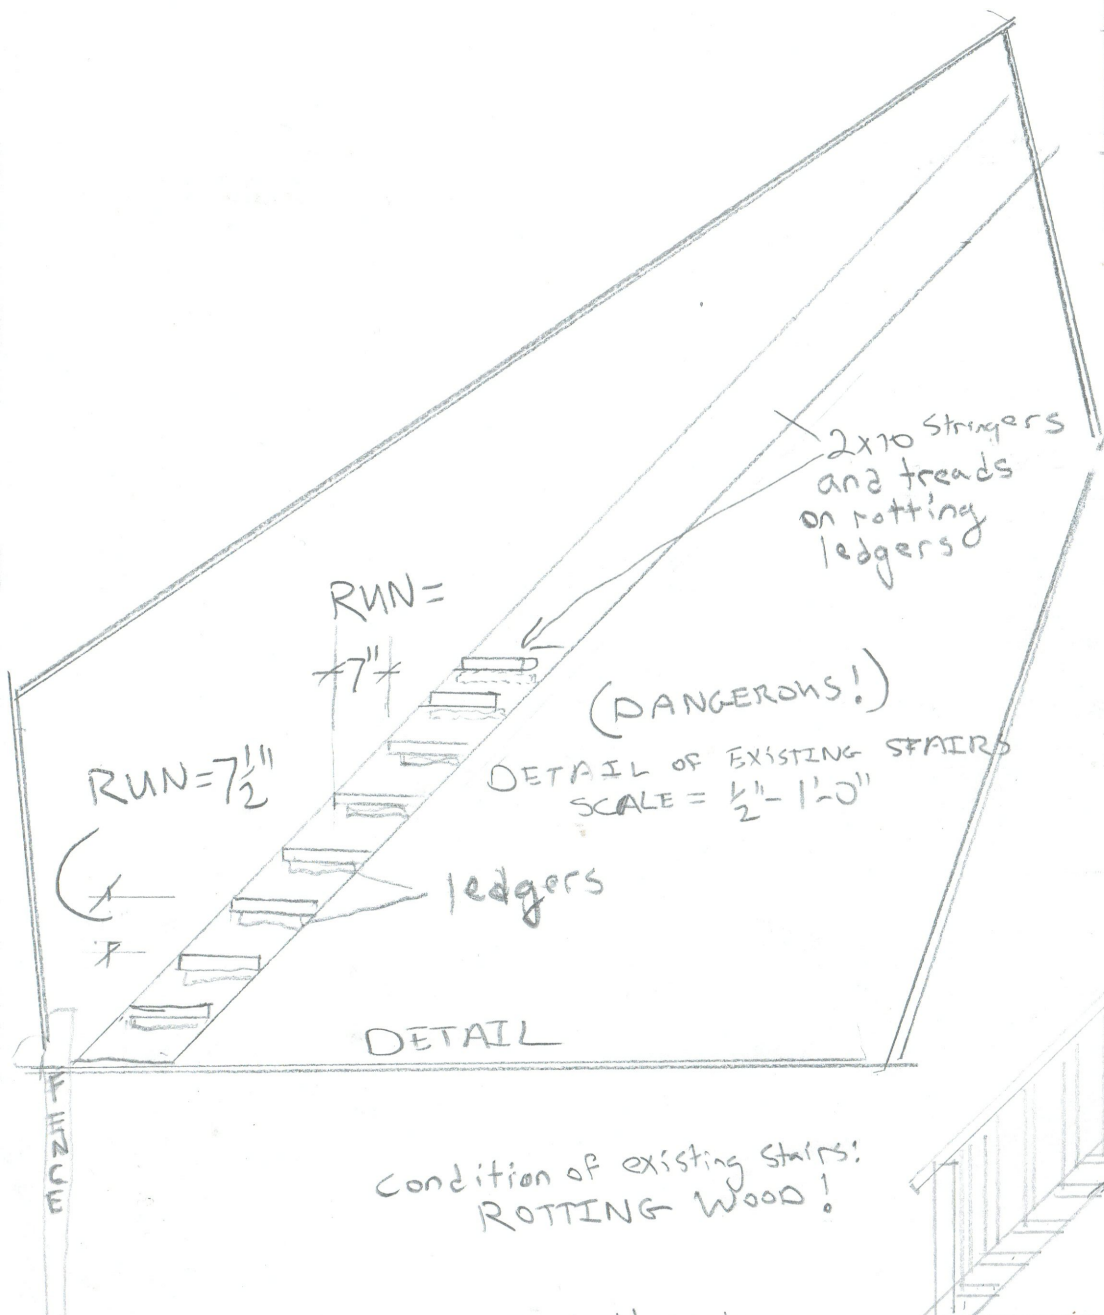 2x10 Stringers
and treads
on rotting
ledgers
RUN=
7"
(DANGEROUS!)
RUN=7½"
DETAIL OF EXISTING STAIRS
SCALE = ½"- 1'-0"
ledgers
DETAIL
FENCE
Condition of existing stairs:
ROTTING WOOD!